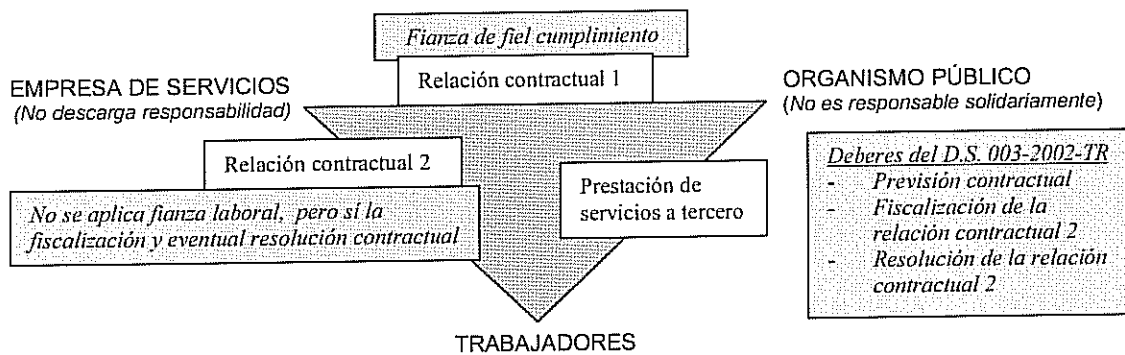 Fianza de fiel cumplimiento
Relación contractual 1
EMPRESA DE SERVICIOS
(No descarga responsabilidad)
ORGANISMO PÚBLICO
(No es responsable solidariamente)
Relación contractual 2
No se aplica fianza laboral, pero sí la
fiscalización y eventual resolución contractual
Prestación de
servicios a tercero
Deberes del D.S. 003-2002-TR
- Previsión contractual
- Fiscalización de la
relación contractual 2
- Resolución de la relación
contractual 2
TRABAJADORES